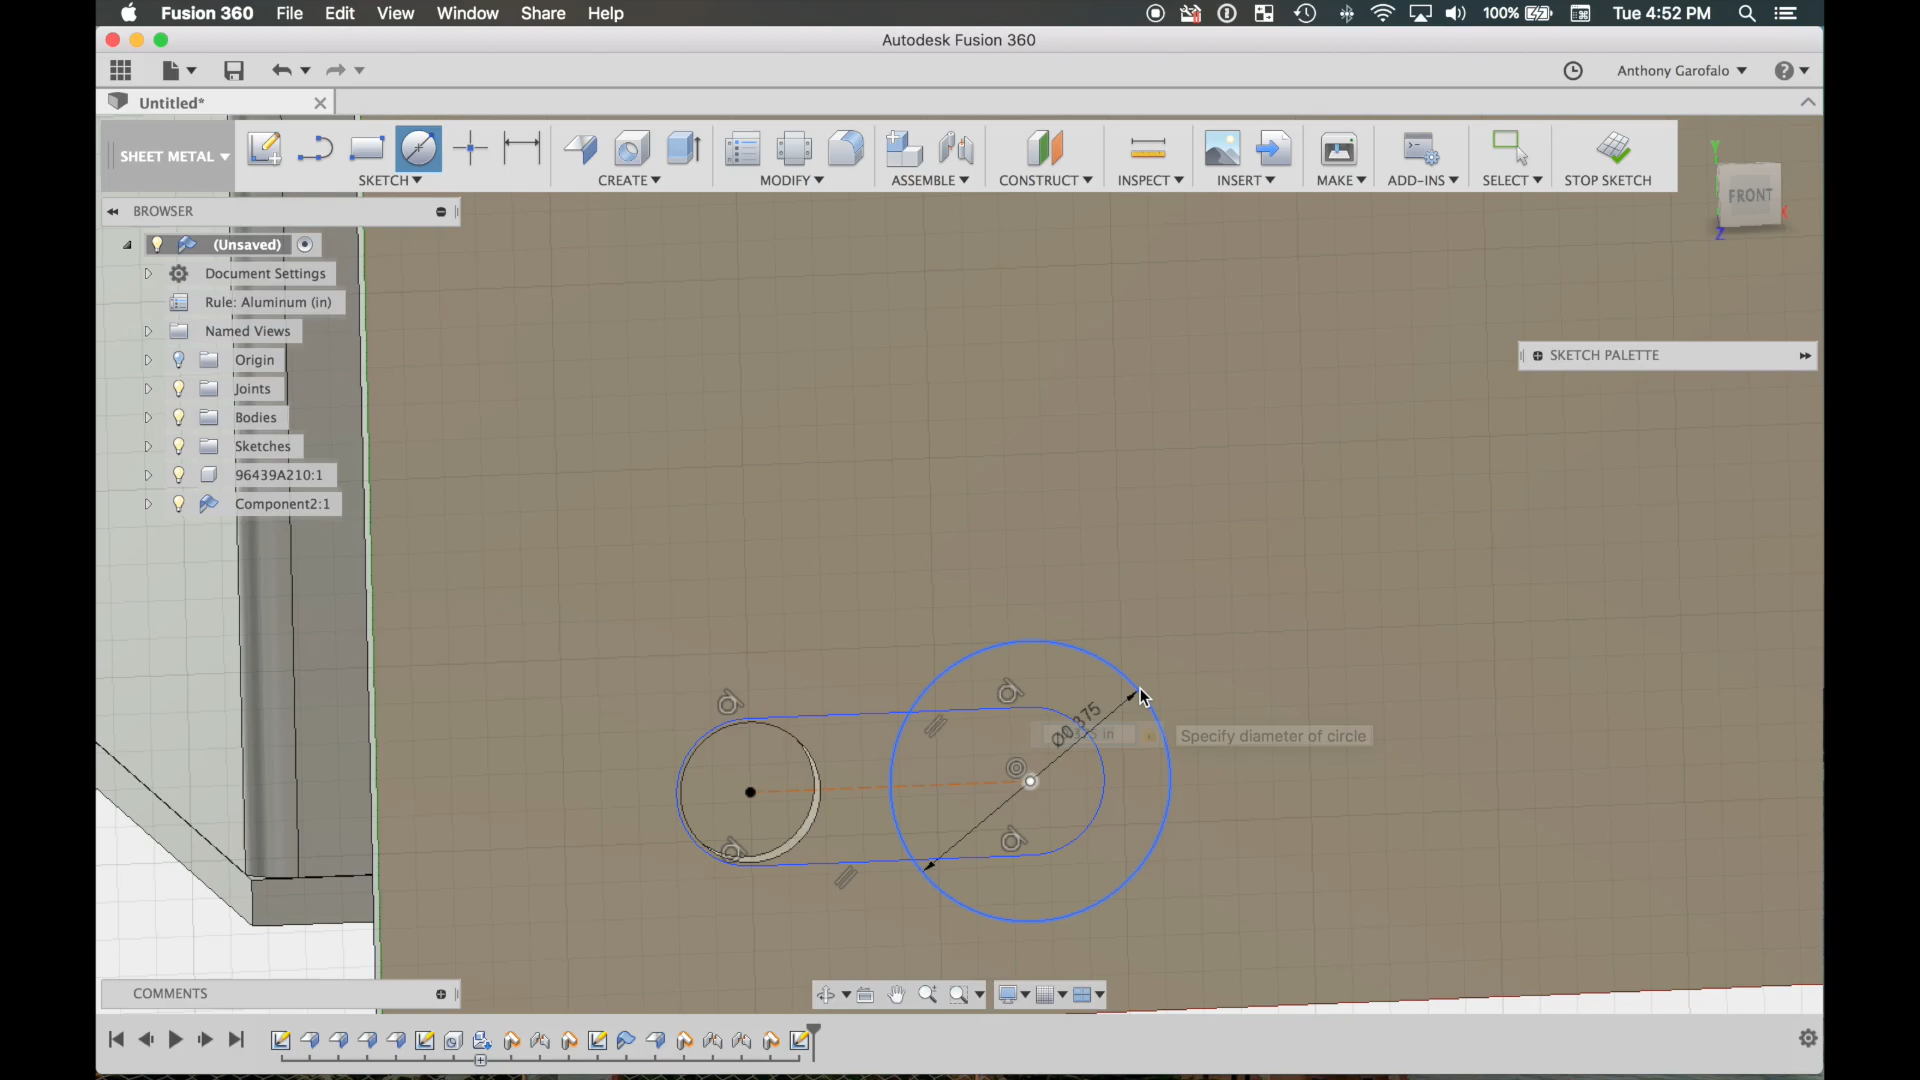 Fusion 360 File Edit View Window Share Help 100% Tue 4:52 PM
Autodesk Fusion 360
Anthony Garofalo
Untitled*
SHEET METAL
SKETCH CREATE MODIFY ASSEMBLE CONSTRUCT INSPECT INSERT MAKE ADD-INS SELECT STOP SKETCH
Y
FRONT
X
Z
BROWSER
(Unsaved)
Document Settings
Rule: Aluminum (in)
Named Views
Origin
SKETCH PALETTE
Joints
Bodies
Sketches
96439A210:1
Component2:1
Ø0.375
in
Specify diameter of circle
COMMENTS